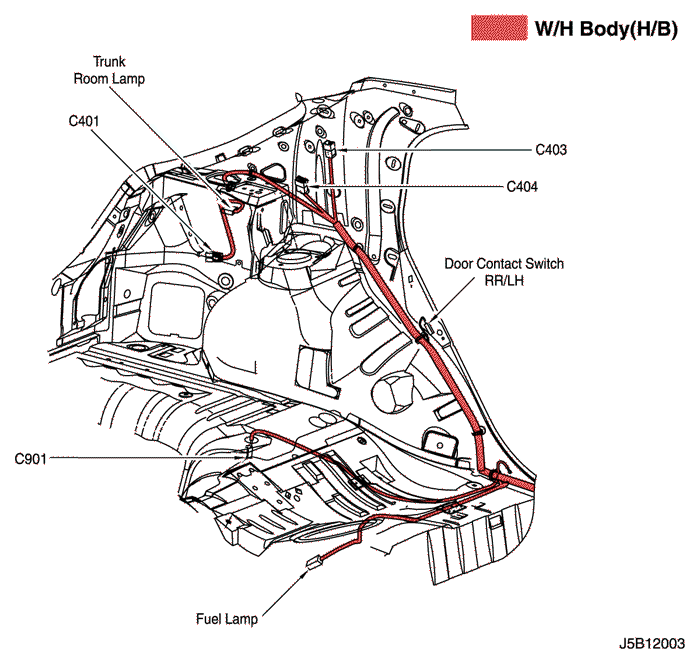 W/H Body(H/B)
Trunk
Room Lamp
C401
C403
C404
Door Contact Switch
RR/LH
C901
Fuel Lamp
J5B12003